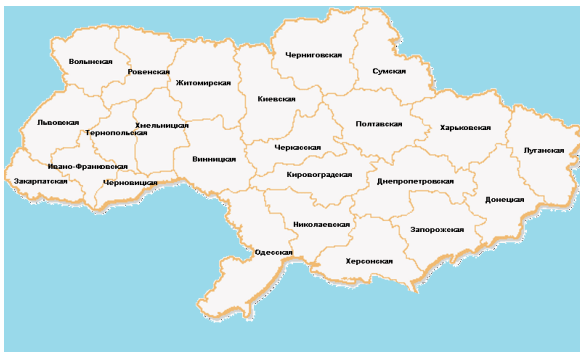 Черниговская
Волынская
Ровенская
Сумская
Житомирская
Киевская
Львовская
Тернопольская
Хмельницкая
Полтавская
Харьковская
Черкасская
Луганская
Винницкая
Ивано-Франковская
Кировоградская
Закарпатская
Черновицкая
Днепропетровская
Донецкая
Николаевская
Запорожская
Одесская
Херсонская